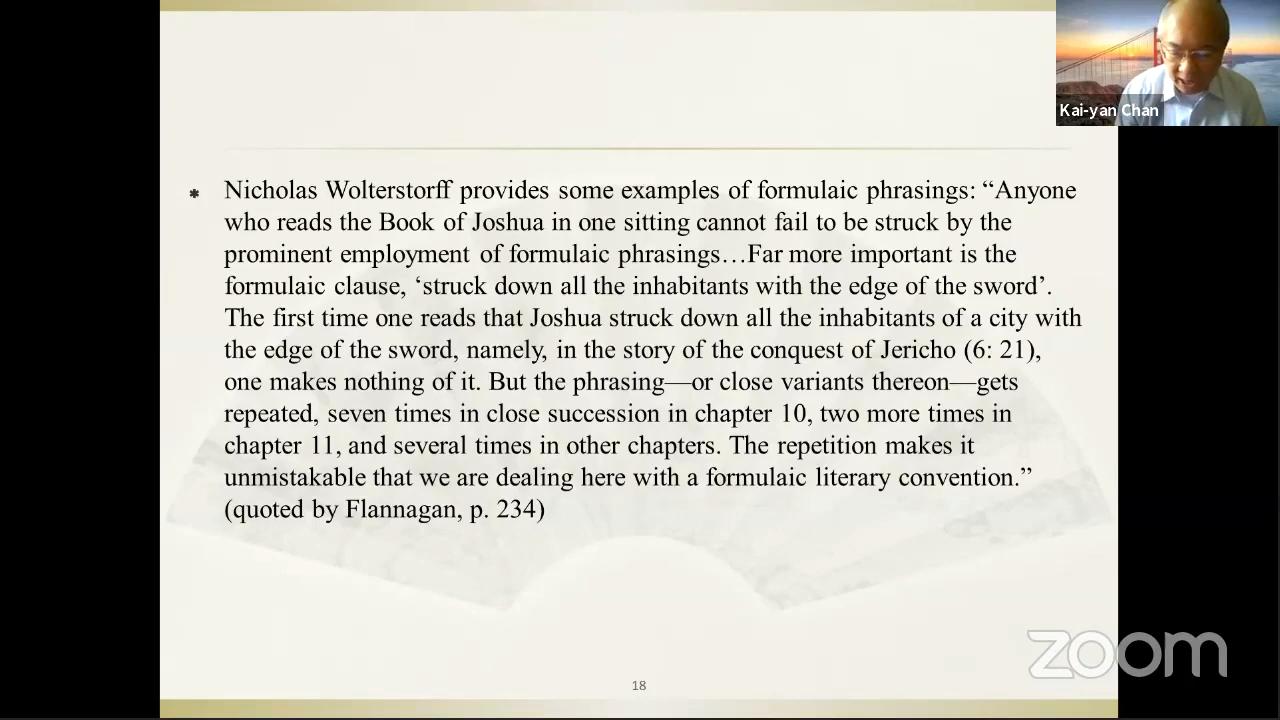 Kai-yan Chan
Nicholas Wolterstorff provides some examples of formulaic phrasings: “Anyone
who reads the Book of Joshua in one sitting cannot fail to be struck by the
prominent employment of formulaic phrasings…Far more important is the
formulaic clause, ‘struck down all the inhabitants with the edge of the sword’.
The first time one reads that Joshua struck down all the inhabitants of a city with
the edge of the sword, namely, in the story of the conquest of Jericho (6: 21),
one makes nothing of it. But the phrasing—or close variants thereon—gets
repeated, seven times in close succession in chapter 10, two more times in
chapter 11, and several times in other chapters. The repetition makes it
unmistakable that we are dealing here with a formulaic literary convention.”
(quoted by Flannagan, p. 234)
zoom
18